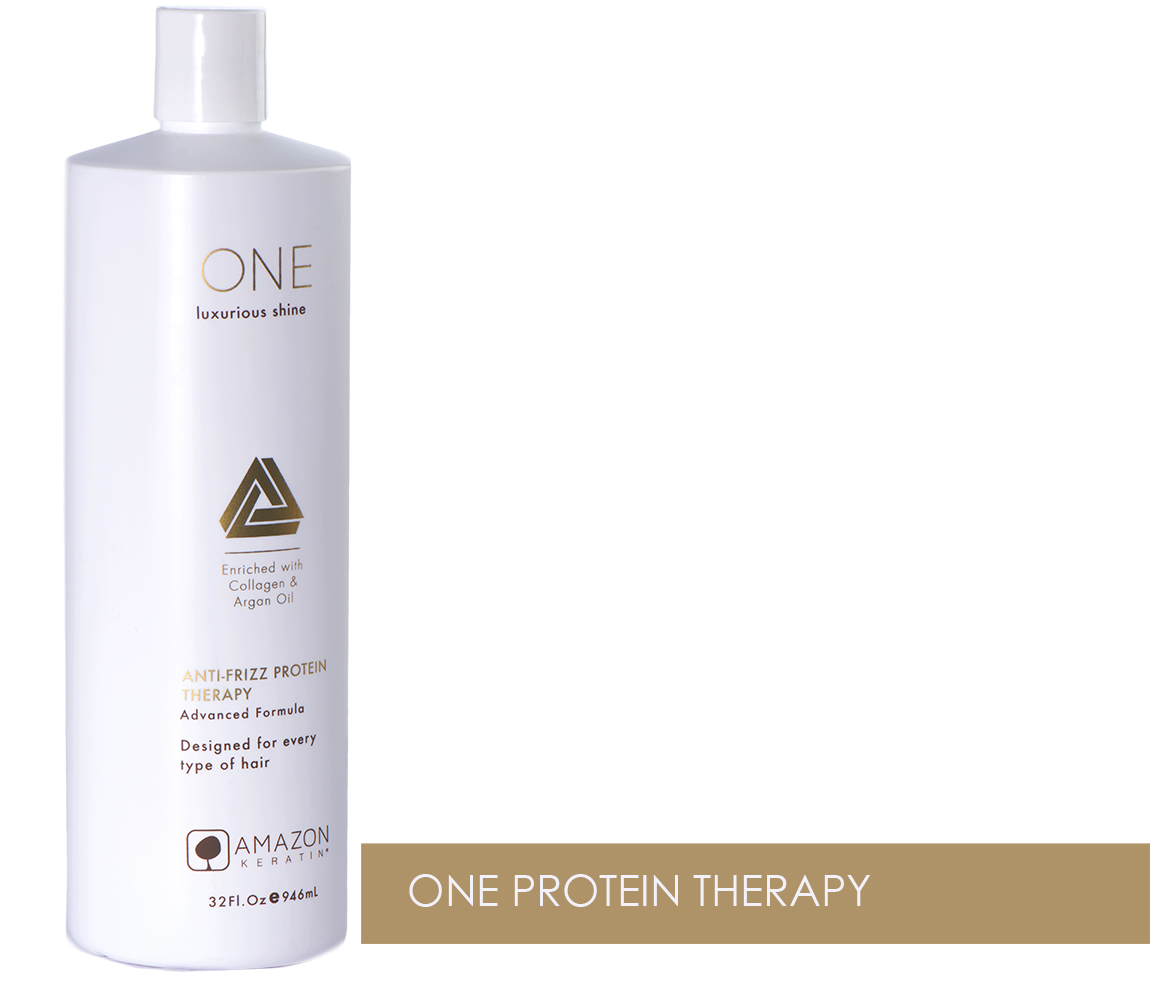 ONE
luxurious shine
Enriched with
Collagen &
Argan Oil
ANTI-FRIZZ PROTEIN
THERAPY
Advanced Formula
Designed for every
type of hair
AMAZON
KERATIN®
32Fl.Oz e 946mL
ONE PROTEIN THERAPY